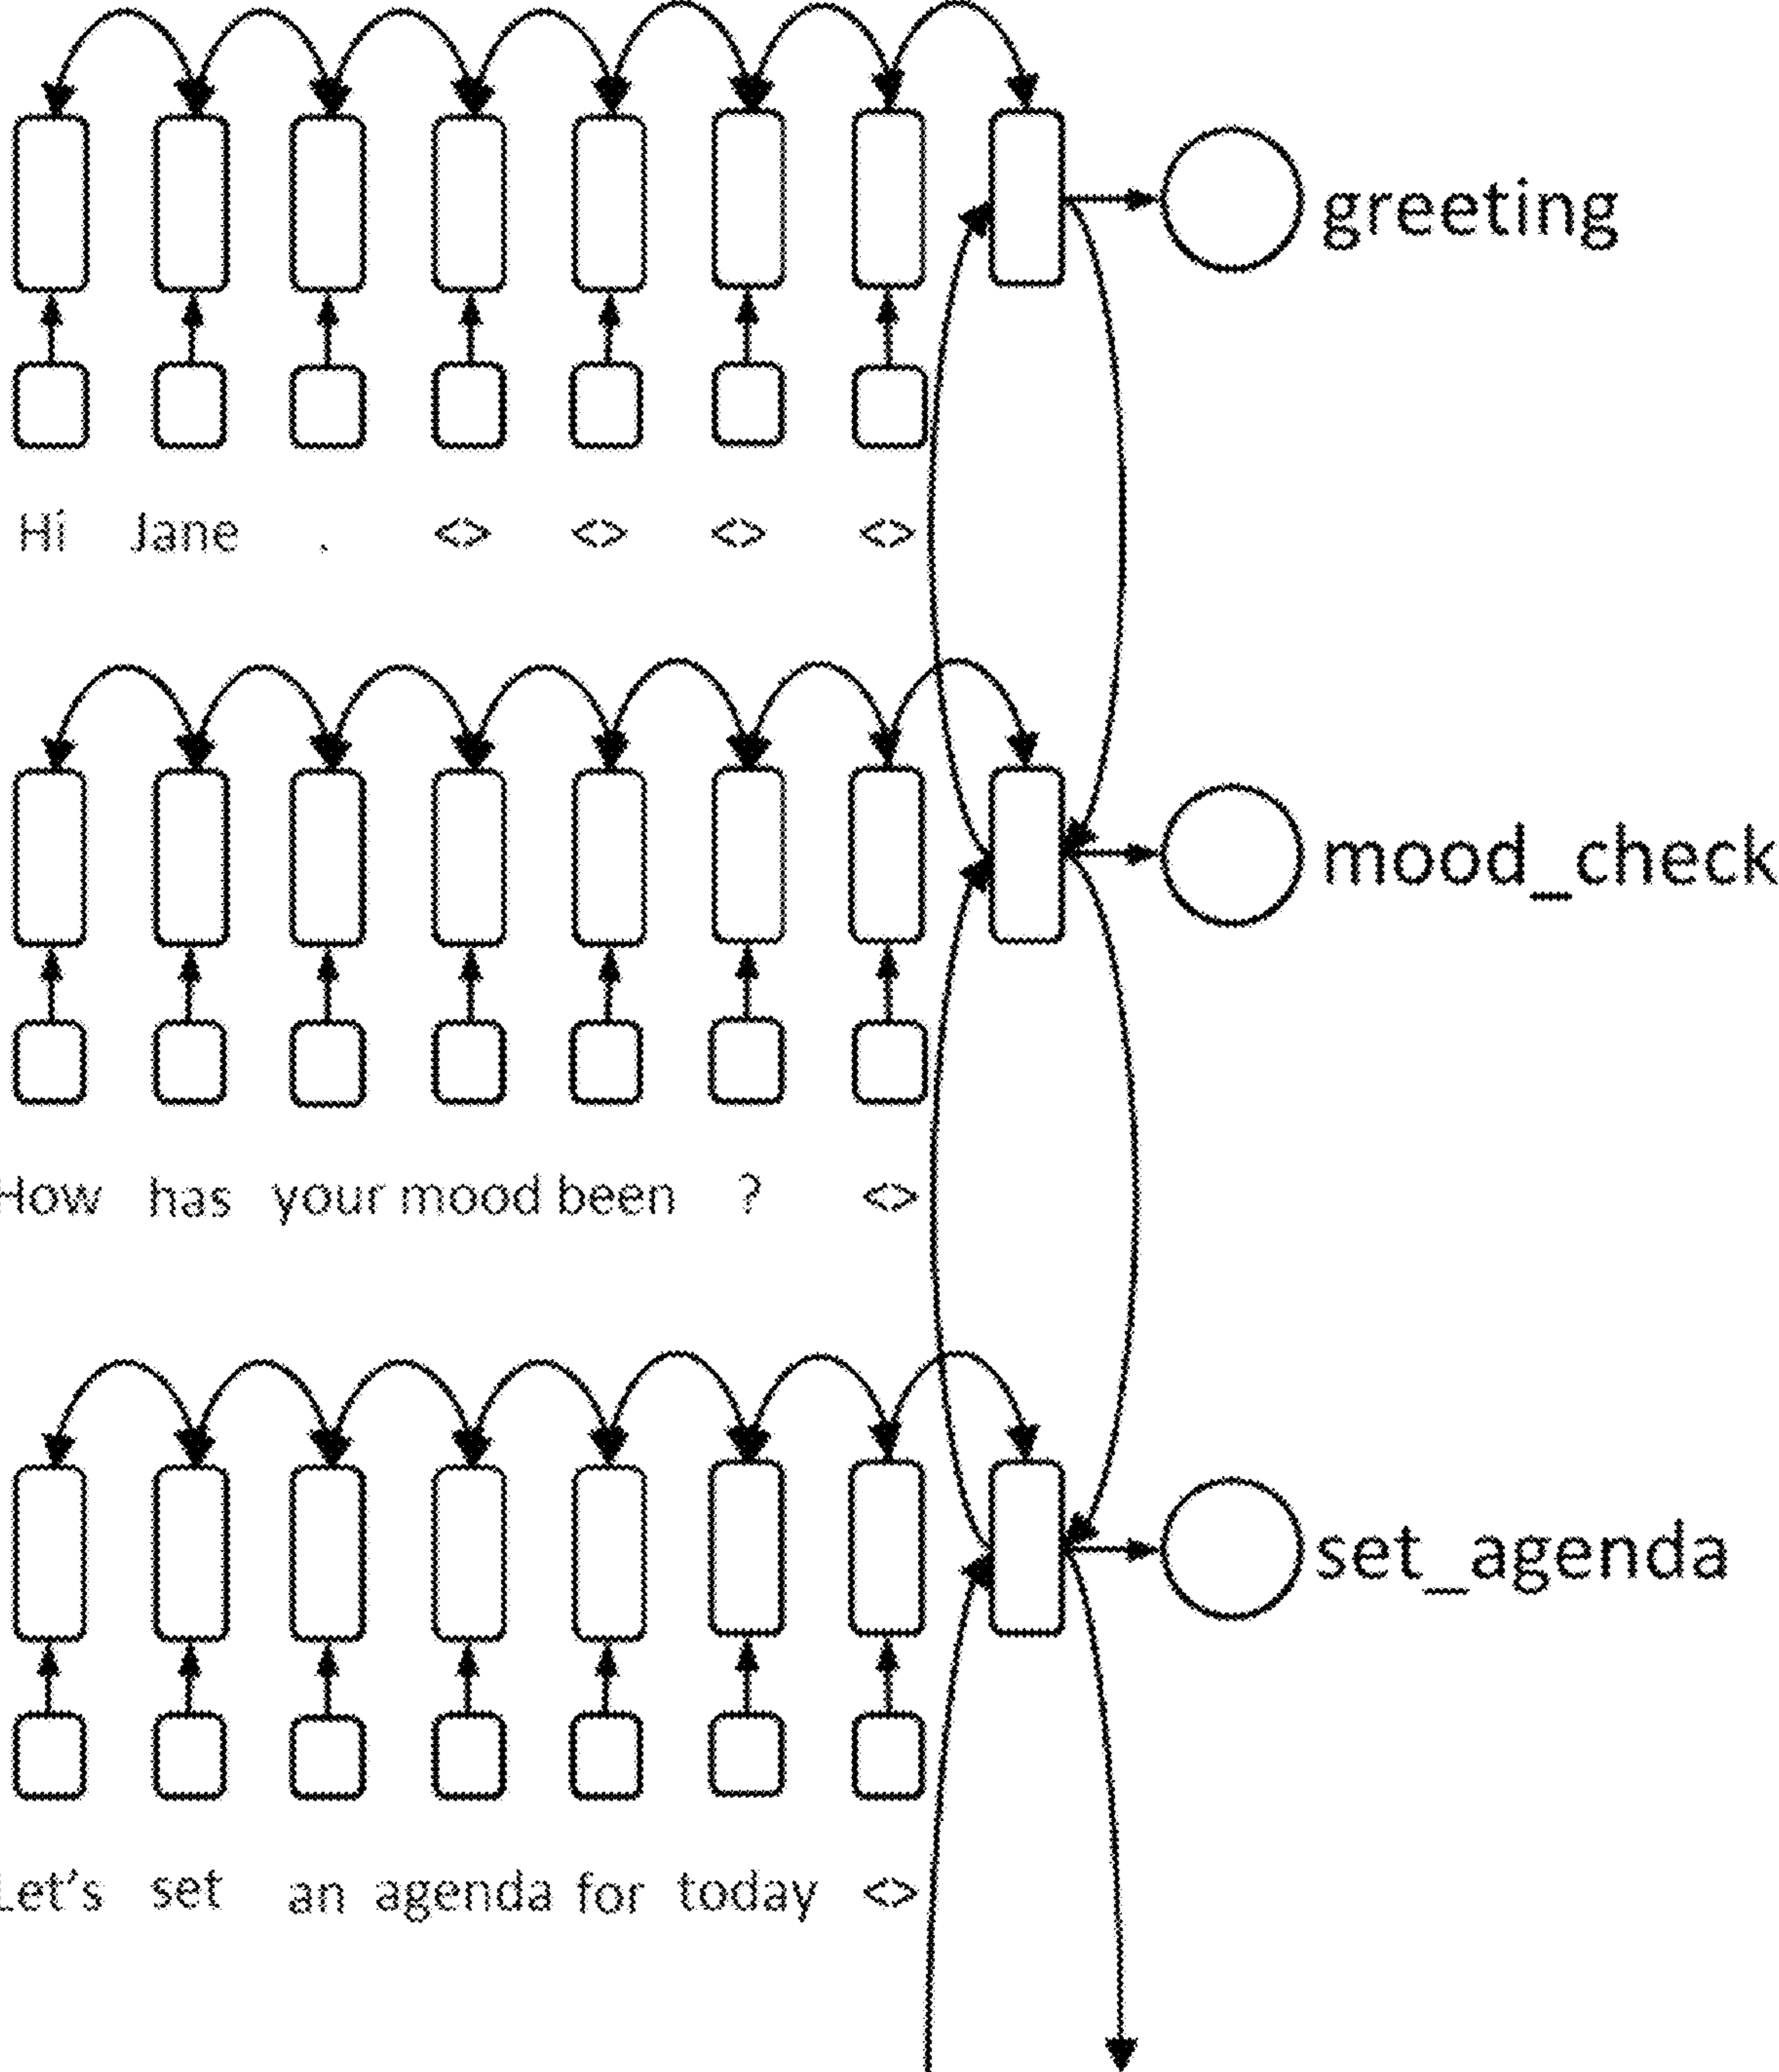 greeting
Hi Jane . <> <> <> <>
mood_check
How has your mood been ? <>
set_agenda
Let's set an agenda for today <>